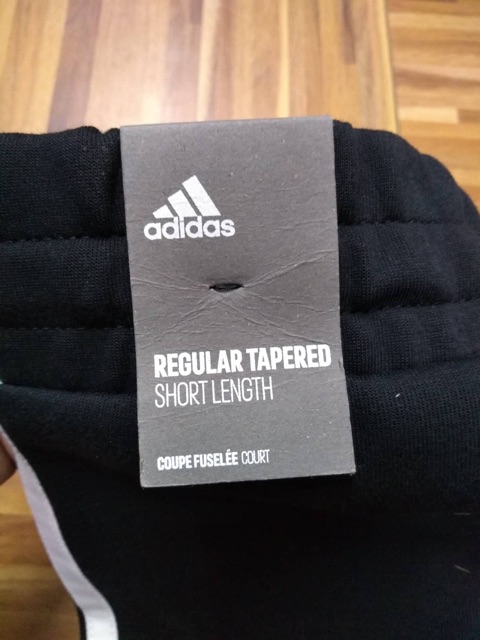 adidas
REGULAR TAPERED
SHORT LENGTH
COUPE FUSELÉE COURT